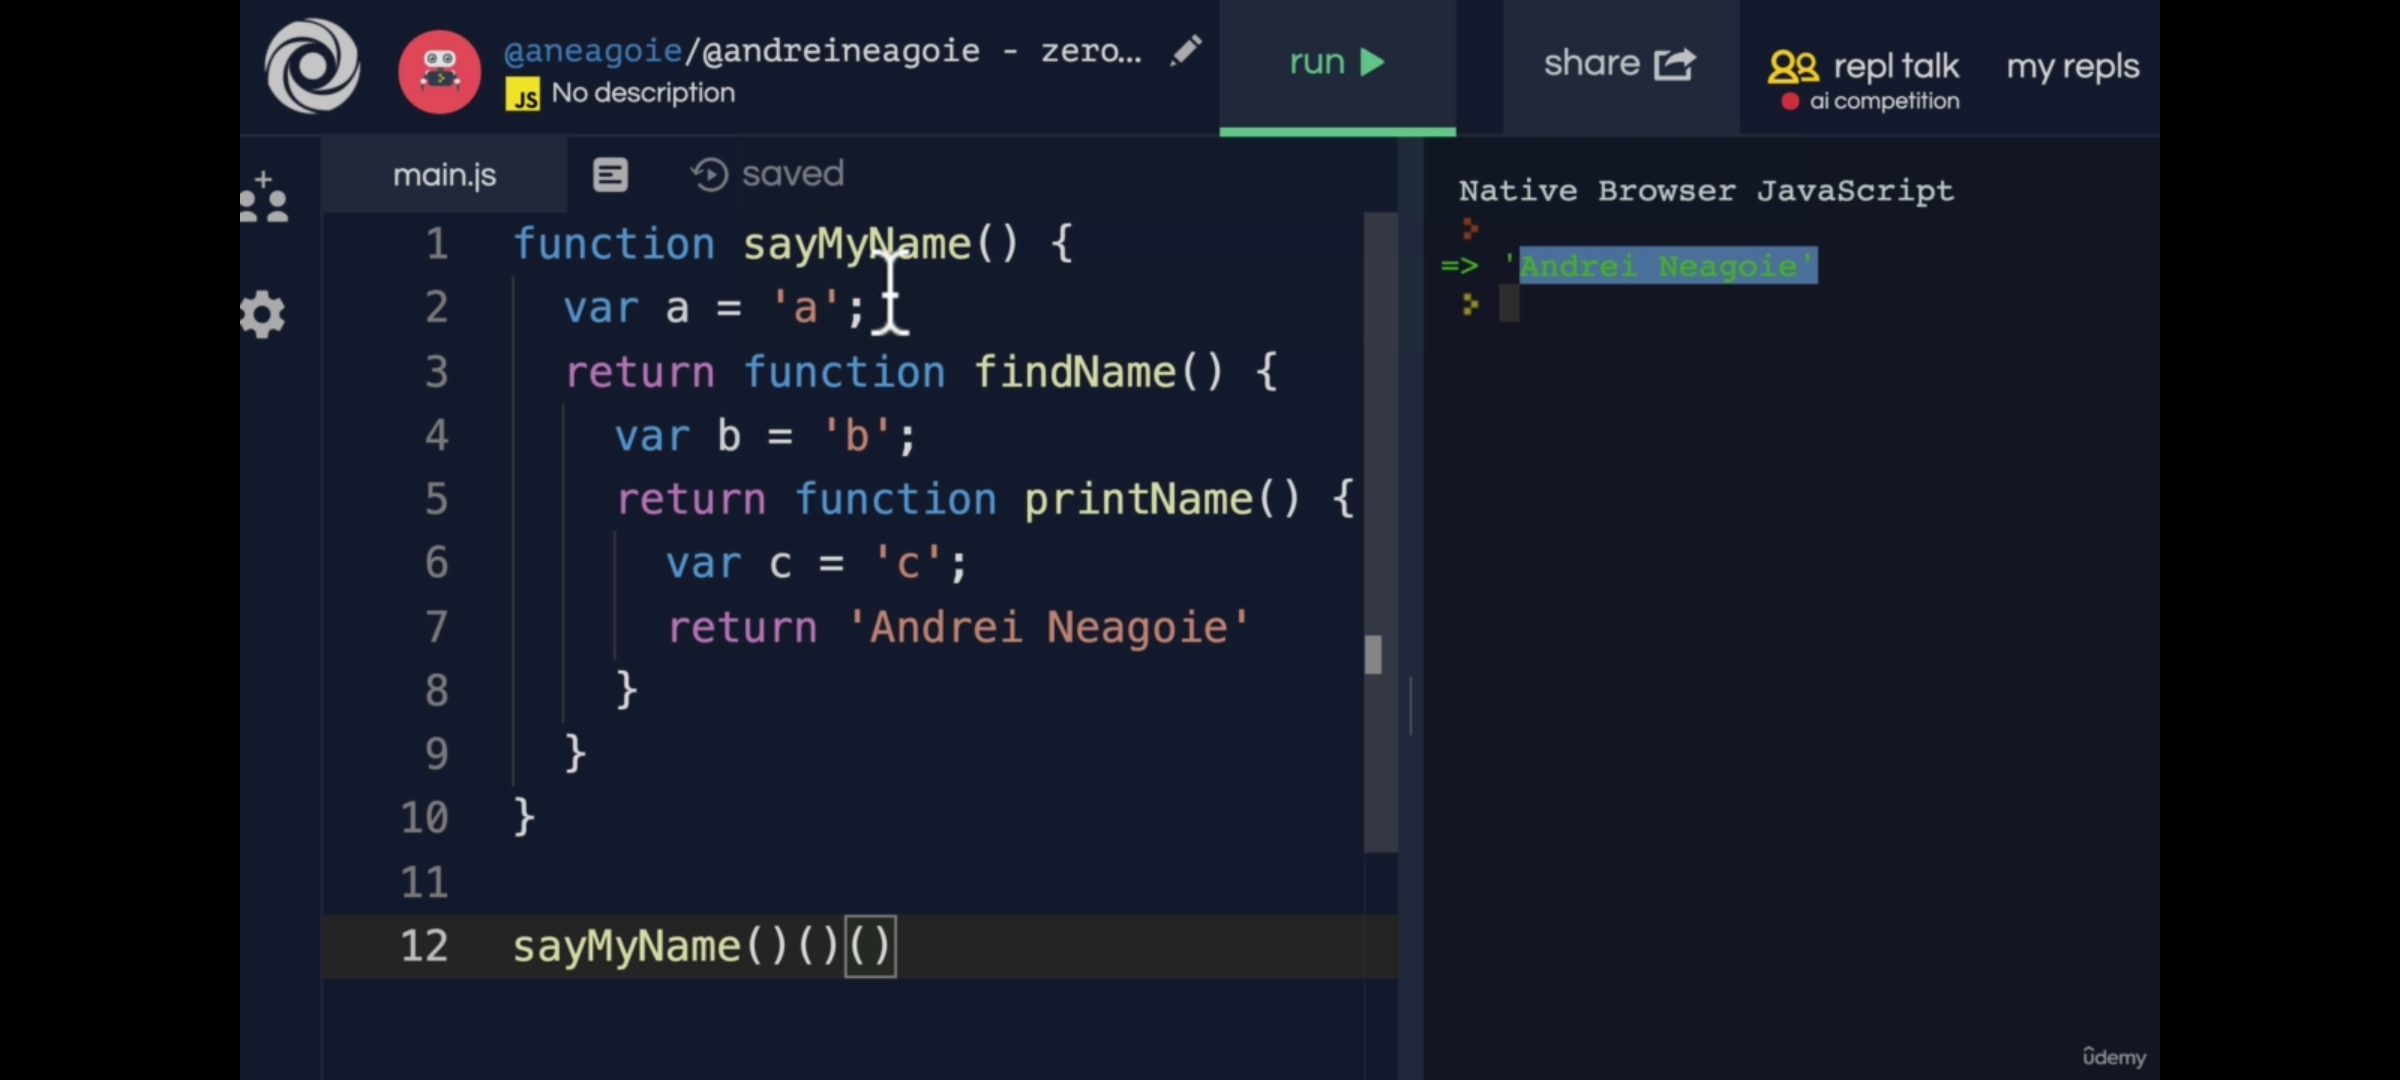 @aneagoie/@andreineagoie - zero...
JS No description
run
share
repl talk
ai competition
my repls
main.js
saved
1 function sayMyName() {
2 var a = 'a';
3 return function findName() {
4 var b = 'b';
5 return function printName() {
6 var c = 'c';
7 return 'Andrei Neagoie'
8 }
9 }
10 }
11
12 sayMyName()()()
Native Browser JavaScript
=> 'Andrei Neagoie'
ûdemy